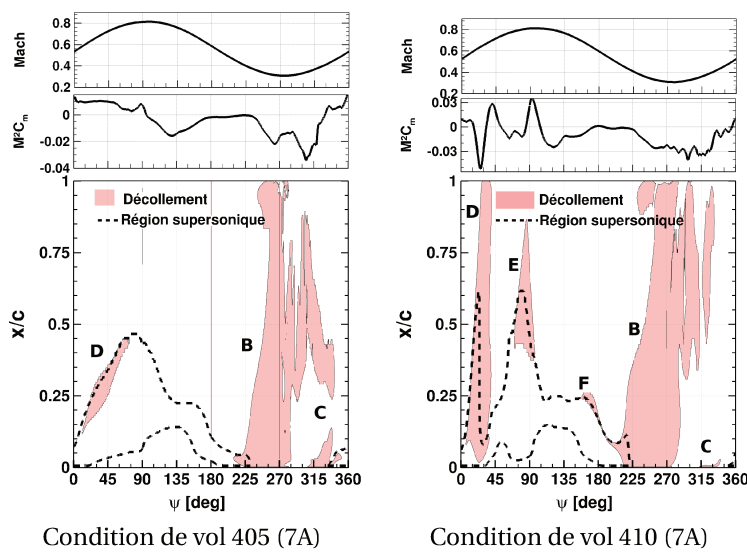 0.8
0.6
0.4
0.2
Mach
0
-0.02
-0.04
M²Cm
1
0.75
0.5
0.25
0
x/c
Décollement
Région supersonique
D
B
C
0 45 90 135 180 225 270 315 360
ψ [deg]
Condition de vol 405 (7A)
0.8
0.6
0.4
0.2
Mach
0.03
0
-0.03
M²Cm
1
0.75
0.5
0.25
0
x/c
Décollement
Région supersonique
D
E
B
F
C
0 45 90 135 180 225 270 315 360
ψ [deg]
Condition de vol 410 (7A)